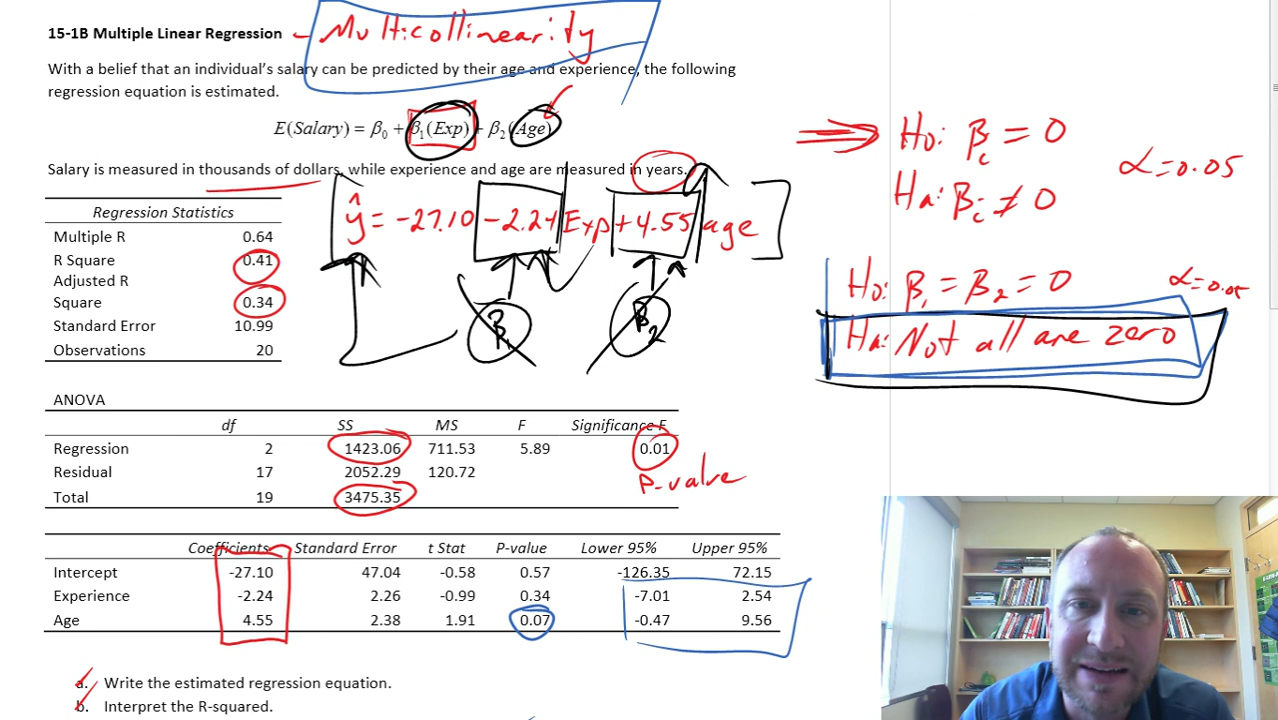 15-1B Multiple Linear Regression – Multicollinearity
With a belief that an individual's salary can be predicted by their age and experience, the following
regression equation is estimated.
E(Salary) = β0 + β1(Exp) + β2(Age)
Salary is measured in thousands of dollars, while experience and age are measured in years.
ŷ = -27.10 -2.24 Exp +4.55 age
β1 β2
Regression Statistics
Multiple R 0.64
R Square 0.41
Adjusted R
Square 0.34
Standard Error 10.99
Observations 20
Ho: βi = 0
α=0.05
Ha: βi ≠ 0
Ho: β1 = β2 = 0 α=0.05
Ha: Not all are zero
ANOVA
df SS MS F Significance F
Regression 2 1423.06 711.53 5.89 0.01
Residual 17 2052.29 120.72
P-value
Total 19 3475.35
Coefficients Standard Error t Stat P-value Lower 95% Upper 95%
Intercept -27.10 47.04 -0.58 0.57 -126.35 72.15
Experience -2.24 2.26 -0.99 0.34 -7.01 2.54
Age 4.55 2.38 1.91 0.07 -0.47 9.56
a. Write the estimated regression equation.
b. Interpret the R-squared.